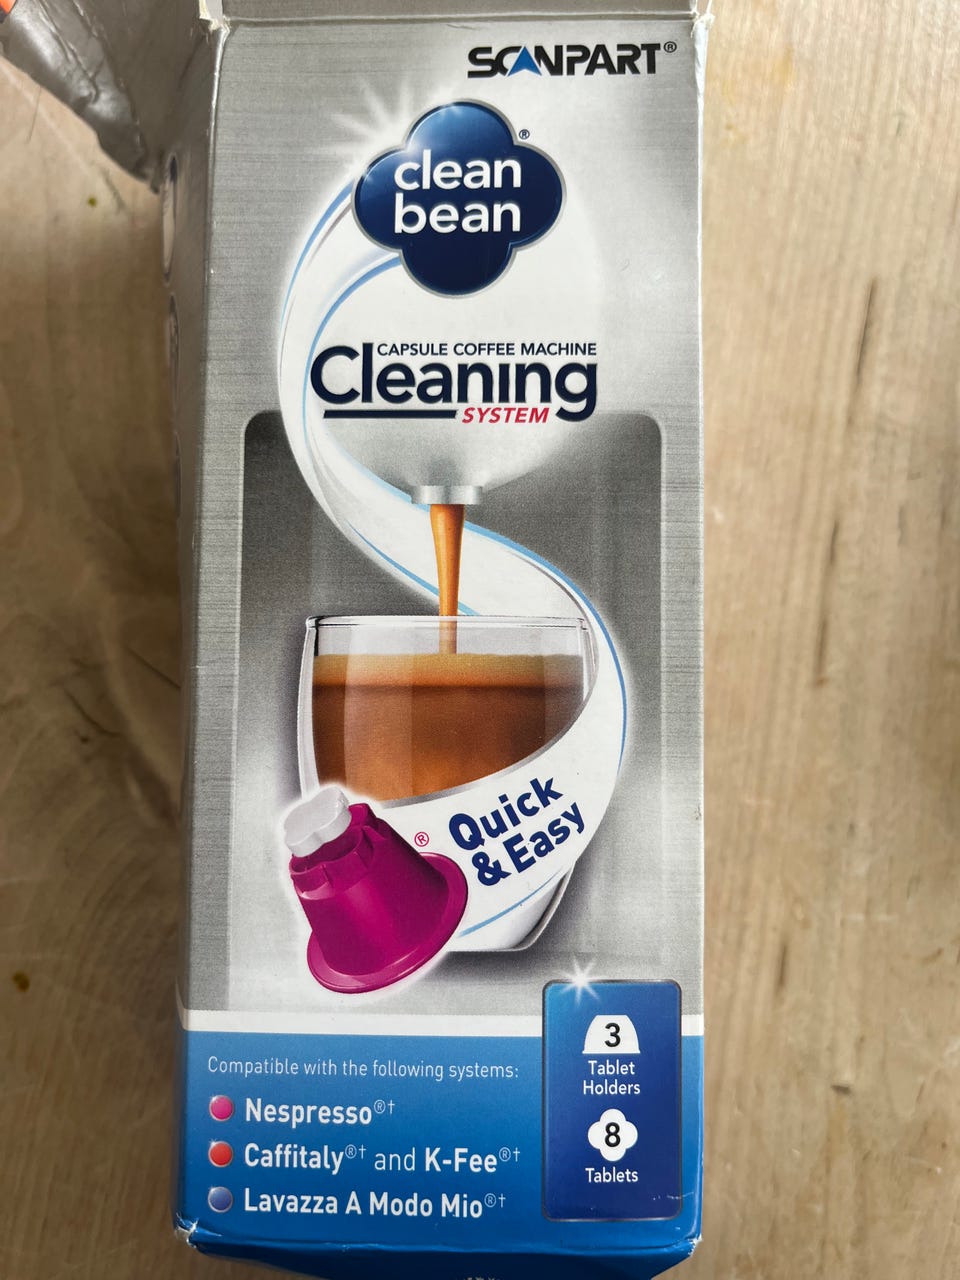 SCANPART®
clean®
bean
CAPSULE COFFEE MACHINE
Cleaning
SYSTEM
Quick
& Easy
®
3
Tablet
Holders
8
Tablets
Compatible with the following systems:
Nespresso®†
Caffitaly®† and K-Fee®†
Lavazza A Modo Mio®†